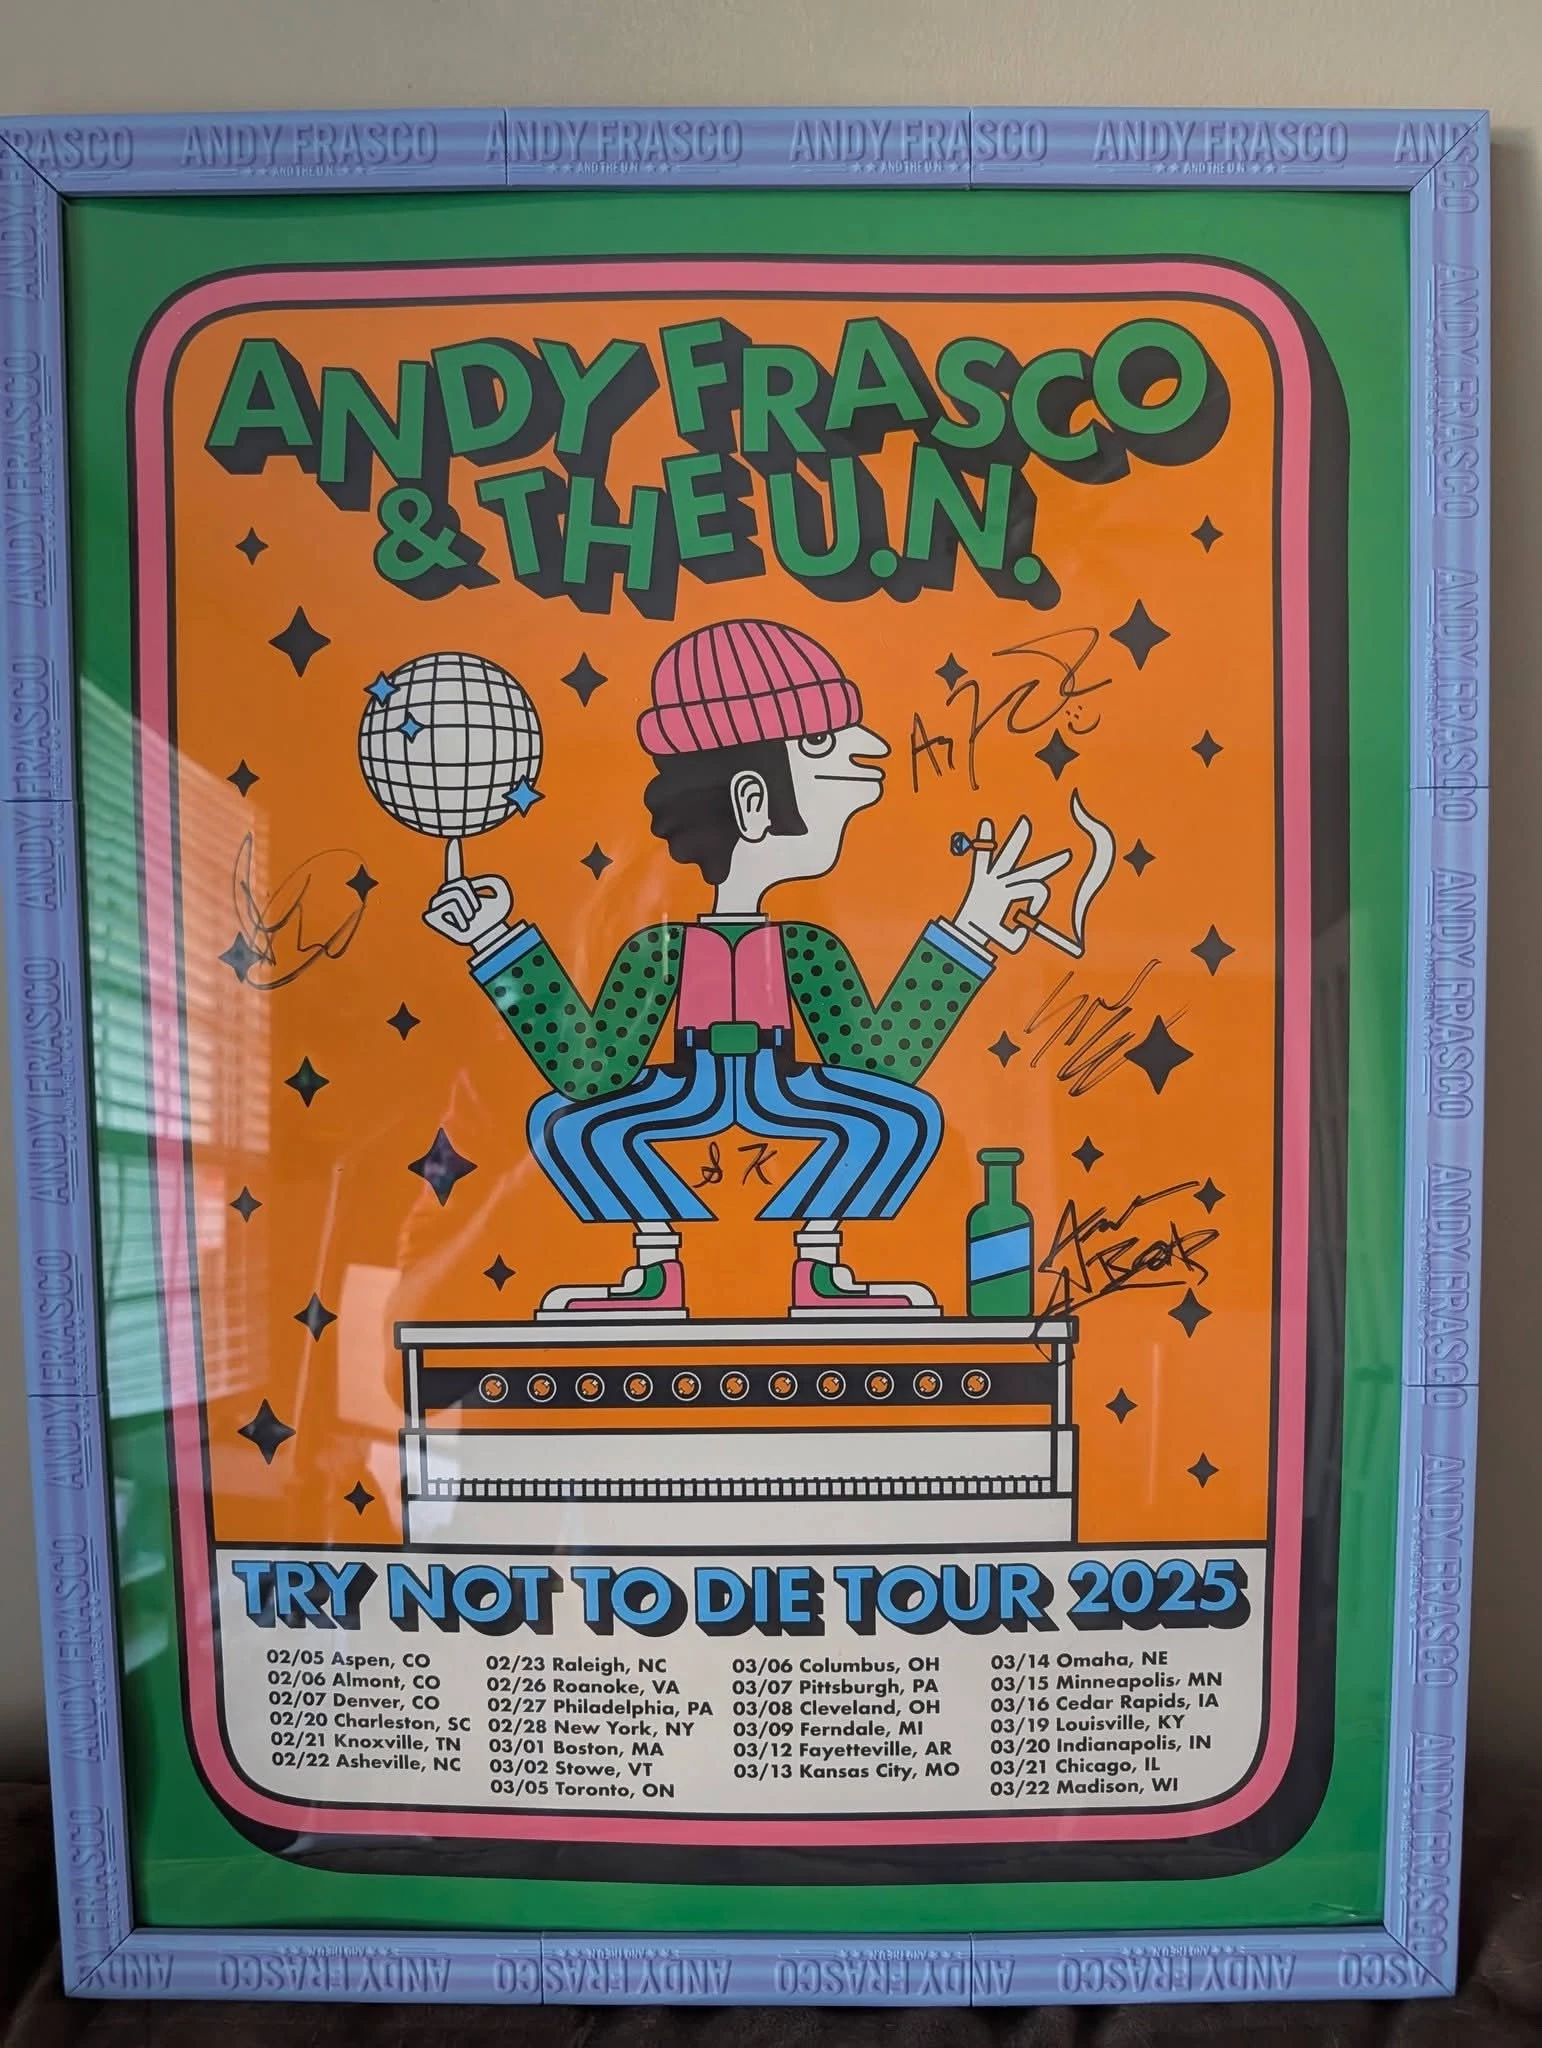 ANDY FRASCO
AND THE U.N
ANDY FRASCO
& THE U.N.
S K
TRY NOT TO DIE TOUR 2025
02/05 Aspen, CO
02/06 Almont, CO
02/07 Denver, CO
02/20 Charleston, SC
02/21 Knoxville, TN
02/22 Asheville, NC
02/23 Raleigh, NC
02/26 Roanoke, VA
02/27 Philadelphia, PA
02/28 New York, NY
03/01 Boston, MA
03/02 Stowe, VT
03/05 Toronto, ON
03/06 Columbus, OH
03/07 Pittsburgh, PA
03/08 Cleveland, OH
03/09 Ferndale, MI
03/12 Fayetteville, AR
03/13 Kansas City, MO
03/14 Omaha, NE
03/15 Minneapolis, MN
03/16 Cedar Rapids, IA
03/19 Louisville, KY
03/20 Indianapolis, IN
03/21 Chicago, IL
03/22 Madison, WI